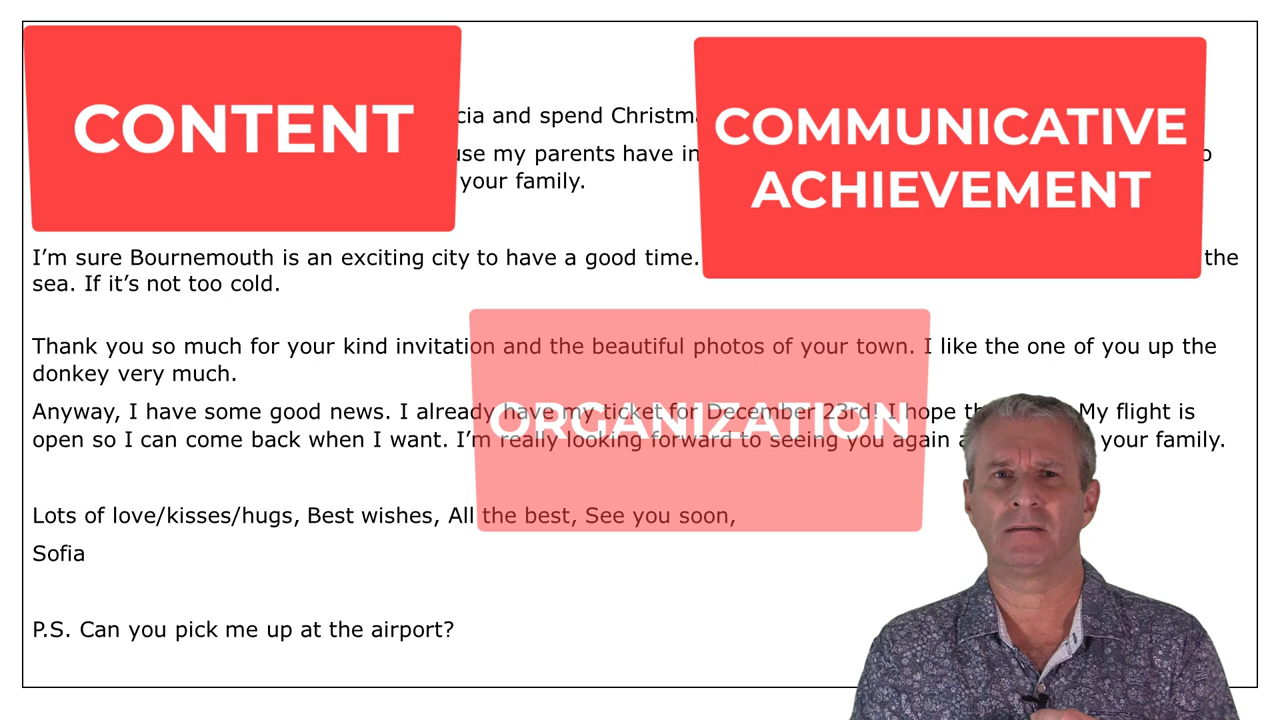 CONTENT
COMMUNICATIVE
ACHIEVEMENT
cia and spend Christm
use my parents have in
your family.
I’m sure Bournemouth is an exciting city to have a good time. the
sea. If it’s not too cold.
Thank you so much for your kind invitation and the beautiful photos of your town. I like the one of you up the
donkey very much.
ORGANIZATION
Anyway, I have some good news. I already have my ticket for December 23rd! I hope My flight is
open so I can come back when I want. I’m really looking forward to seeing you again your family.
Lots of love/kisses/hugs, Best wishes, All the best, See you soon,
Sofia
P.S. Can you pick me up at the airport?